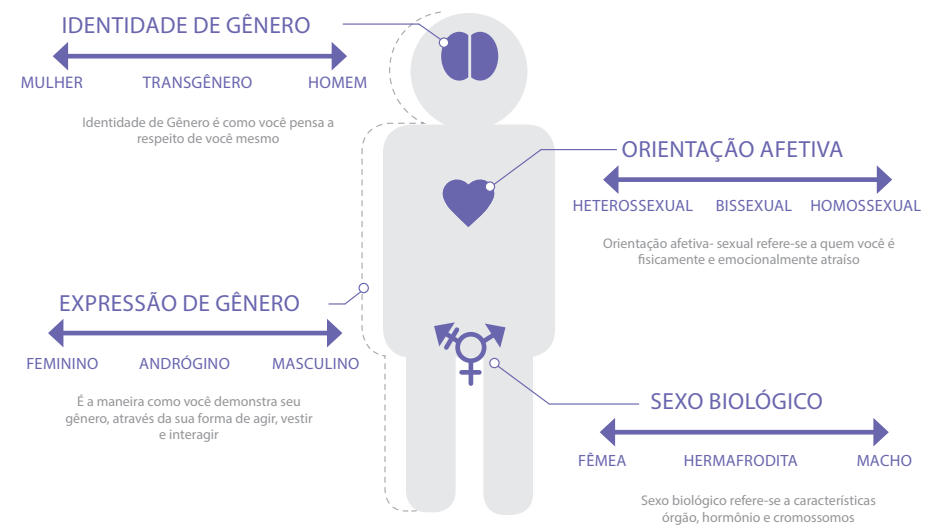 IDENTIDADE DE GÊNERO
MULHER TRANSGÊNERO HOMEM
Identidade de Gênero é como você pensa a
respeito de você mesmo
ORIENTAÇÃO AFETIVA
HETEROSSEXUAL BISSEXUAL HOMOSSEXUAL
Orientação afetiva- sexual refere-se a quem você é
fisicamente e emocionalmente atraíso
EXPRESSÃO DE GÊNERO
FEMININO ANDRÓGINO MASCULINO
É a maneira como você demonstra seu
gênero, através da sua forma de agir, vestir
e interagir
SEXO BIOLÓGICO
FÊMEA HERMAFRODITA MACHO
Sexo biológico refere-se a características
órgão, hormônio e cromossomos